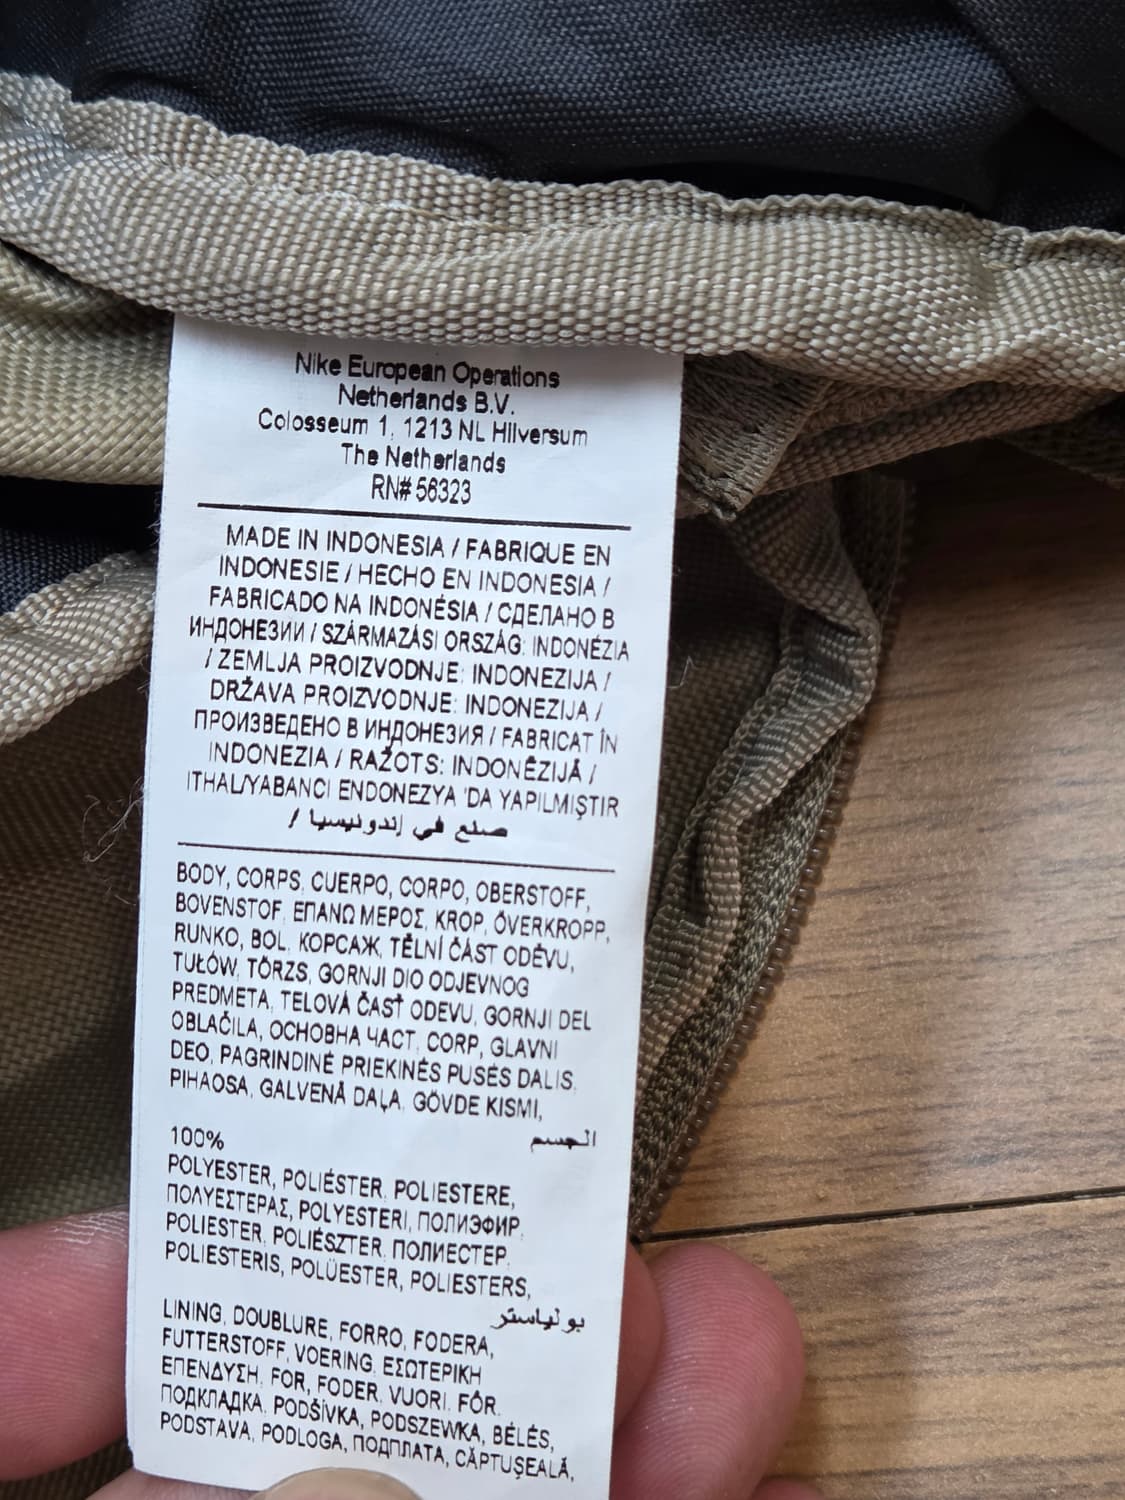 Nike European Operations
Netherlands B.V.
Colosseum 1, 1213 NL Hilversum
The Netherlands
RN# 56323
MADE IN INDONESIA / FABRIQUE EN
INDONESIE / HECHO EN INDONESIA /
FABRICADO NA INDONÉSIA / СДЕЛАНО В
ИНДОНЕЗИИ / SZÁRMAZÁSI ORSZÁG: INDONÉZIA
/ ZEMLJA PROIZVODNJE: INDONEZIJA /
DRŽAVA PROIZVODNJE: INDONEZIJA /
ПРОИЗВЕДЕНО В ИНДОНЕЗИЯ / FABRICAT ÎN
INDONEZIA / RAŽOTS: INDONĒZIJĀ /
ITHAL/YABANCI ENDONEZYA 'DA YAPILMIŞTIR
صنع في إندونيسيا /
BODY, CORPS, CUERPO, CORPO, OBERSTOFF,
BOVENSTOF, ΕΠΑΝΩ ΜΕΡΟΣ, KROP, ÖVERKROPP,
RUNKO, BOL, КОРСАЖ, TĚLNÍ ČÁST ODĚVU,
TUŁÓW, TÖRZS, GORNJI DIO ODJEVNOG
PREDMETA, TELOVÁ ČASŤ ODEVU, GORNJI DEL
OBLAČILA, ОСНОВНА ЧАСТ, CORP, GLAVNI
DEO, PAGRINDINĖ PRIEKINĖS PUSĖS DALIS,
PIHAOSA, GALVENĀ DAĻA, GÖVDE KISMI,
الجسم
100%
POLYESTER, POLIÉSTER, POLIESTERE,
ΠΟΛΥΕΣΤΕΡΑΣ, POLYESTERI, ПОЛИЭФИР,
POLIESTER, POLIÉSZTER, ПОЛИЕСТЕР,
POLIESTERIS, POLÜESTER, POLIESTERS,
بولياستر
LINING, DOUBLURE, FORRO, FODERA,
FUTTERSTOFF, VOERING, ΕΣΩΤΕΡΙΚΗ
ΕΠΕΝΔΥΣΗ, FOR, FODER, VUORI, FÔR,
ПОДКЛАДКА, PODŠÍVKA, PODSZEWKA, BÉLÉS,
PODSTAVA, PODLOGA, ПОДПЛАТА, CĂPTUŞEALĂ,